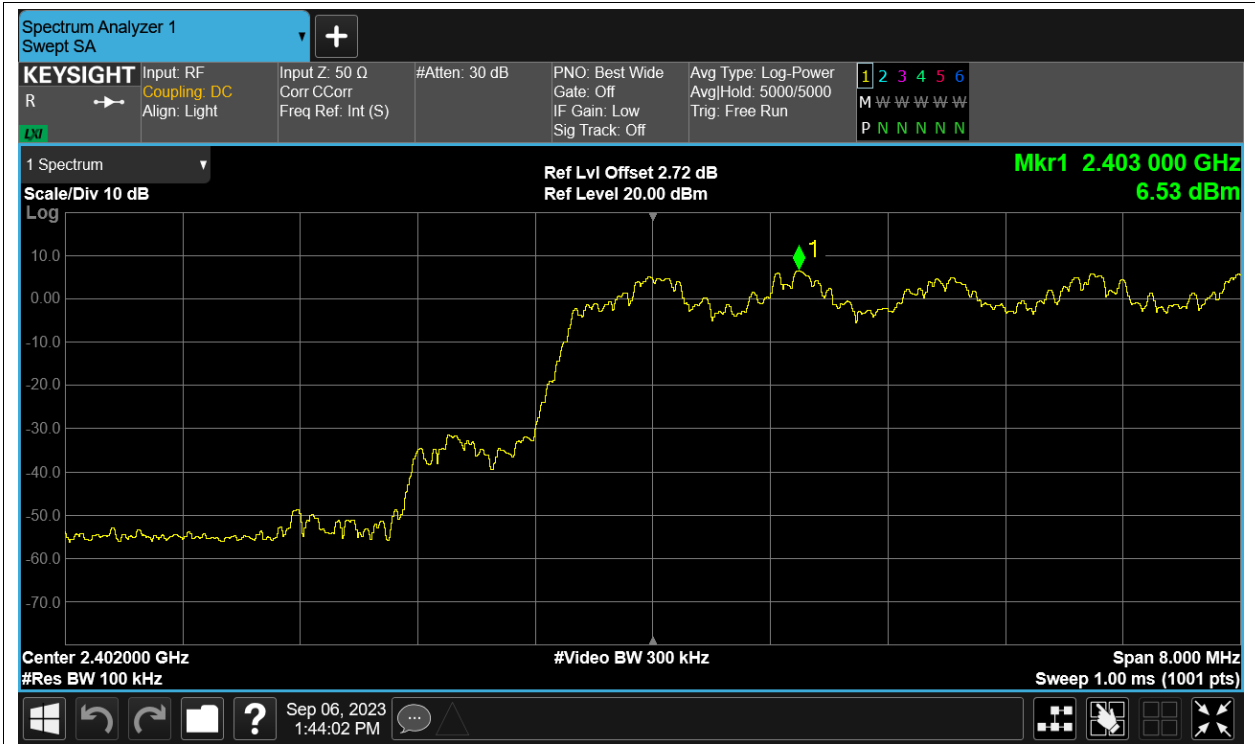 Spectrum Analyzer 1
Swept SA
KEYSIGHT
R
LXI
Input: RF
Coupling: DC
Align: Light
Input Z: 50 Ω
Corr CCorr
Freq Ref: Int (S)
#Atten: 30 dB
PNO: Best Wide
Gate: Off
IF Gain: Low
Sig Track: Off
Avg Type: Log-Power
Avg|Hold: 5000/5000
Trig: Free Run
1 2 3 4 5 6
M W W W W W
P N N N N N
1 Spectrum
Scale/Div 10 dB
Log
Ref Lvl Offset 2.72 dB
Ref Level 20.00 dBm
Mkr1 2.403 000 GHz
6.53 dBm
1
10.0
0.00
-10.0
-20.0
-30.0
-40.0
-50.0
-60.0
-70.0
Center 2.402000 GHz
#Video BW 300 kHz
Span 8.000 MHz
#Res BW 100 kHz
Sweep 1.00 ms (1001 pts)
?
Sep 06, 2023
1:44:02 PM